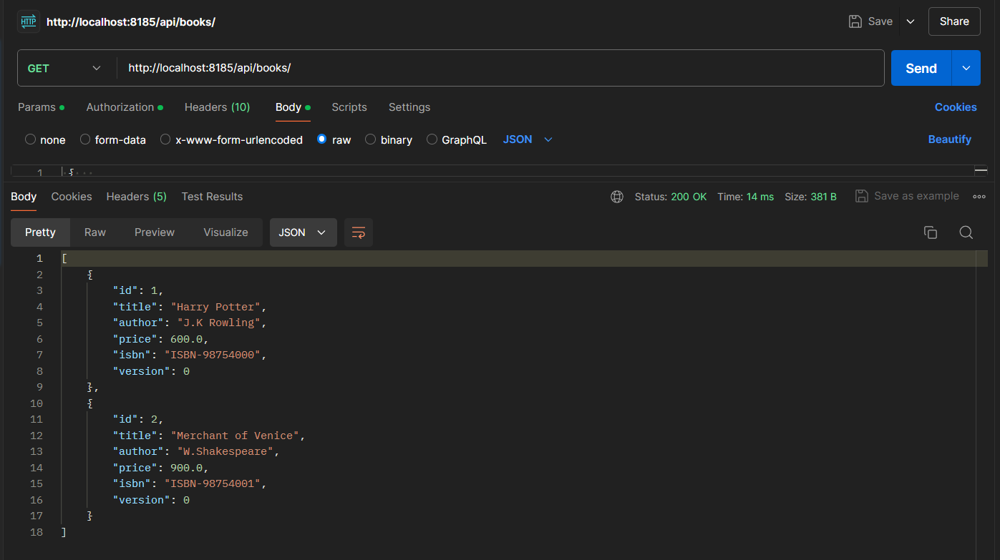 HTTP http://localhost:8185/api/books/ Save Share
GET http://localhost:8185/api/books/ Send
Params Authorization Headers (10) Body Scripts Settings Cookies
none form-data x-www-form-urlencoded raw binary GraphQL JSON Beautify
1 {
Body Cookies Headers (5) Test Results Status: 200 OK Time: 14 ms Size: 381 B Save as example
Pretty Raw Preview Visualize JSON
1 [
2 {
3 "id": 1,
4 "title": "Harry Potter",
5 "author": "J.K Rowling",
6 "price": 600.0,
7 "isbn": "ISBN-98754000",
8 "version": 0
9 },
10 {
11 "id": 2,
12 "title": "Merchant of Venice",
13 "author": "W.Shakespeare",
14 "price": 900.0,
15 "isbn": "ISBN-98754001",
16 "version": 0
17 }
18 ]